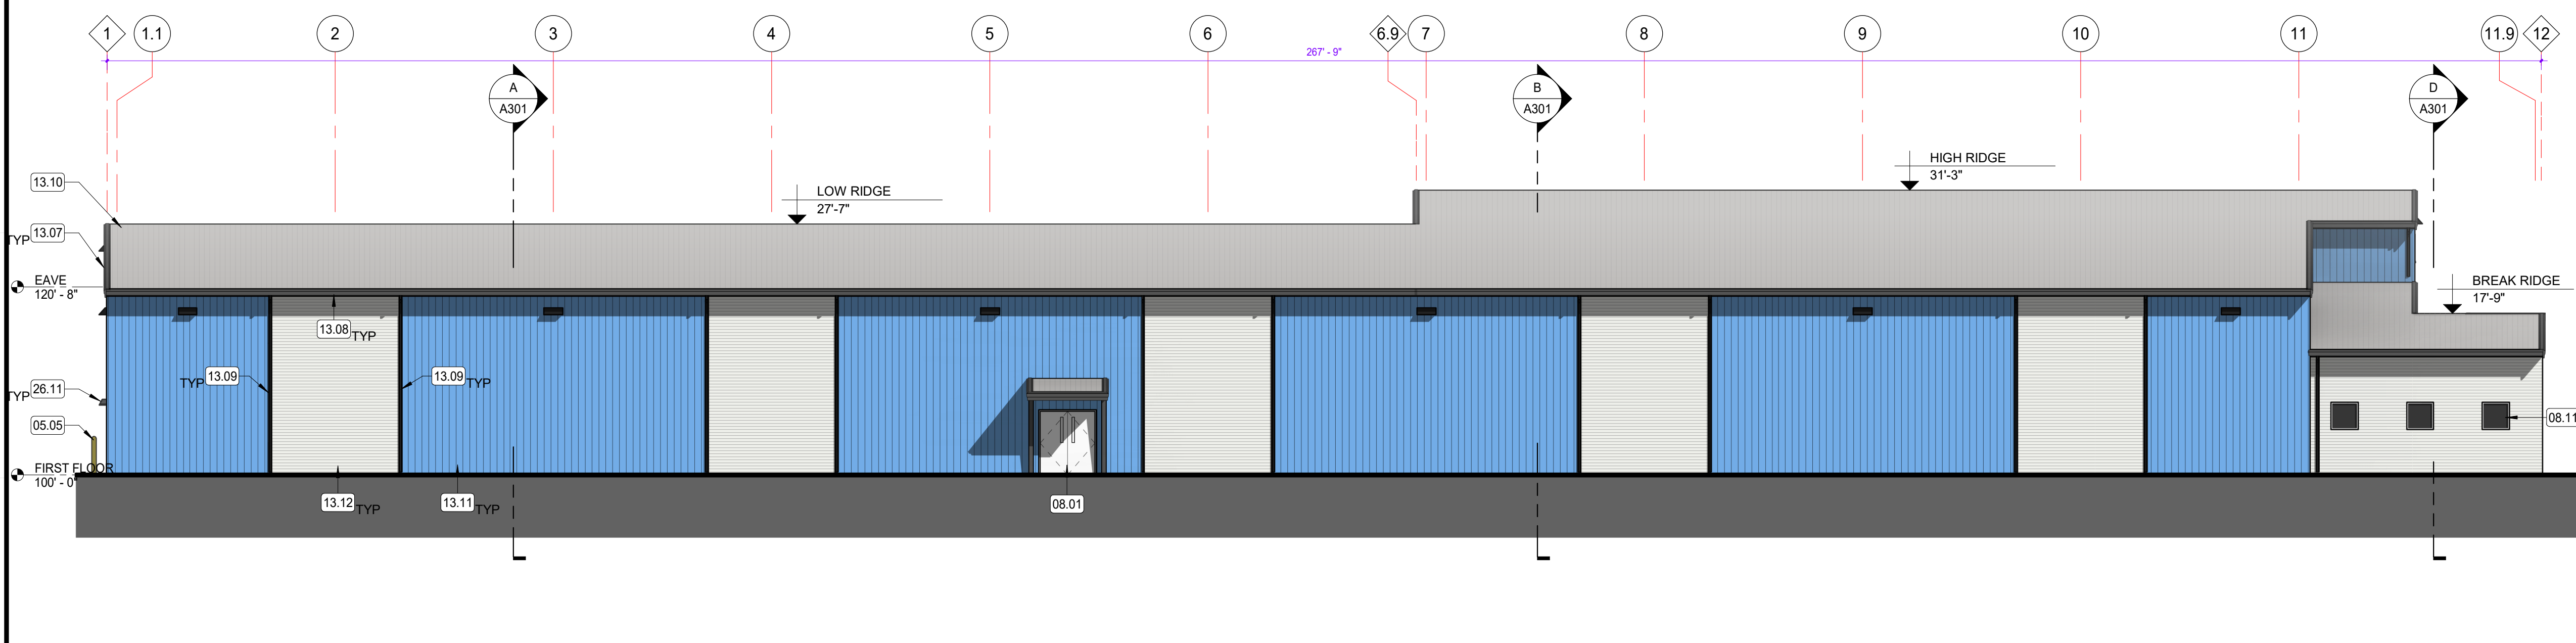 1
1.1
2
3
4
5
6
6.9
7
8
9
10
11
11.9
12
267' - 9"
A
A301
B
A301
D
A301
HIGH RIDGE
31'-3"
13.10
LOW RIDGE
27'-7"
TYP 13.07
EAVE
120' - 8"
BREAK RIDGE
17'-9"
13.08 TYP
TYP 13.09
13.09 TYP
TYP 26.11
05.05
08.11
FIRST FLOOR
100' - 0"
13.12 TYP
13.11 TYP
08.01